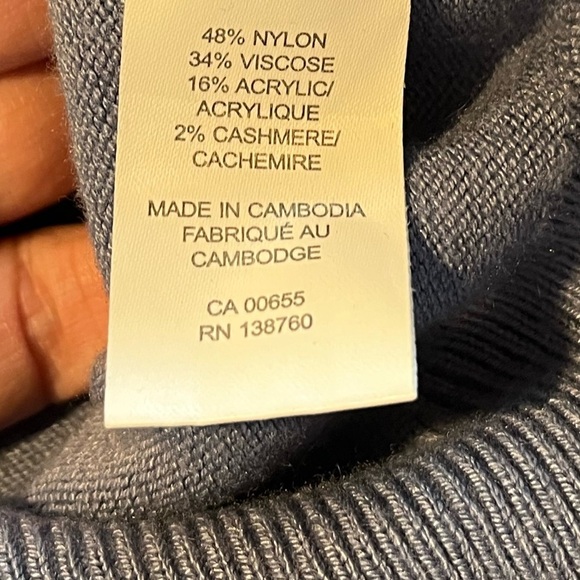 48% NYLON
34% VISCOSE
16% ACRYLIC/
ACRYLIQUE
2% CASHMERE/
CACHEMIRE
MADE IN CAMBODIA
FABRIQUÉ AU
CAMBODGE
CA 00655
RN 138760